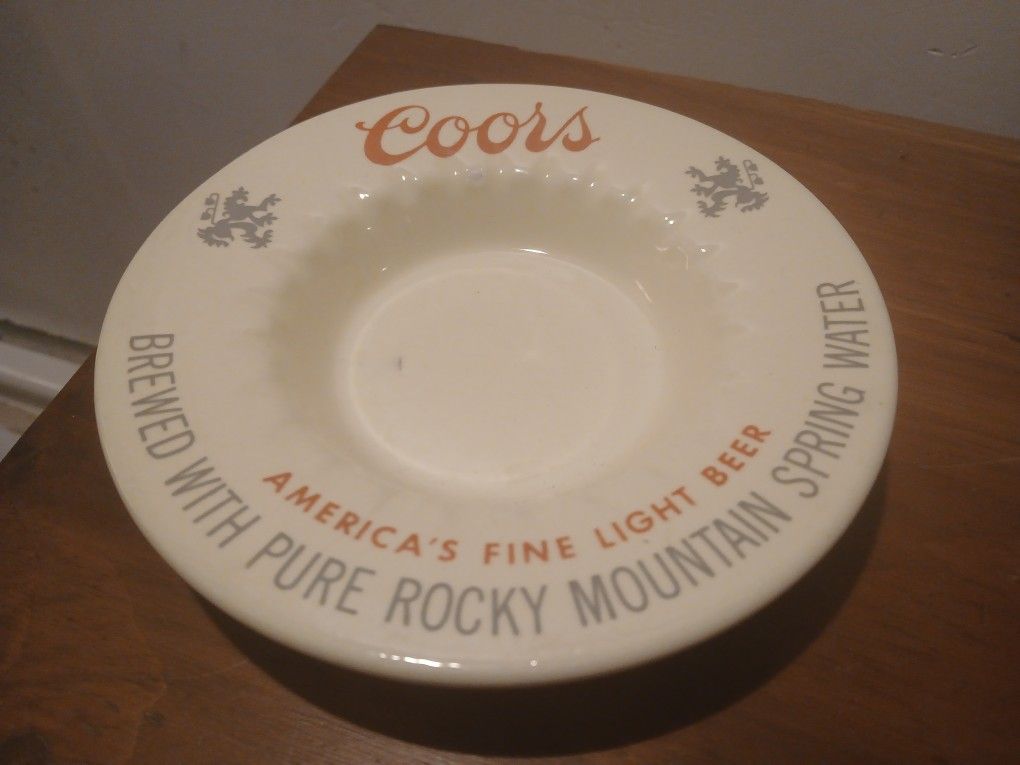 Coors
AMERICA'S FINE LIGHT BEER
BREWED WITH PURE ROCKY MOUNTAIN SPRING WATER